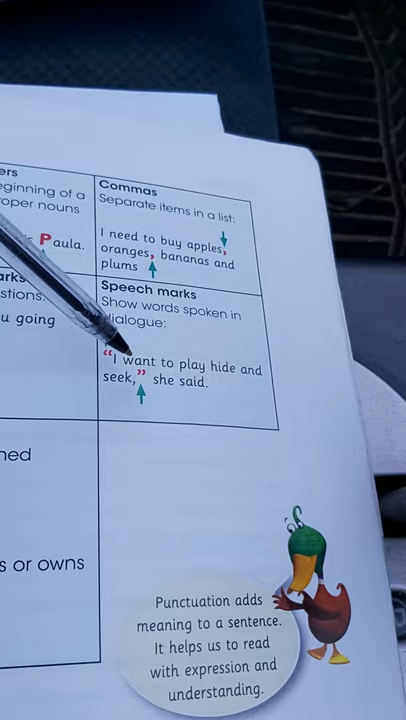 ers
eginning of a
oper nouns
Paula.
Commas
Separate items in a list:
I need to buy apples,
oranges, bananas and
plums
arks
stions:
u going
Speech marks
Show words spoken in
dialogue:
“I want to play hide and
seek,” she said.
ned
s or owns
Punctuation adds
meaning to a sentence.
It helps us to read
with expression and
understanding.